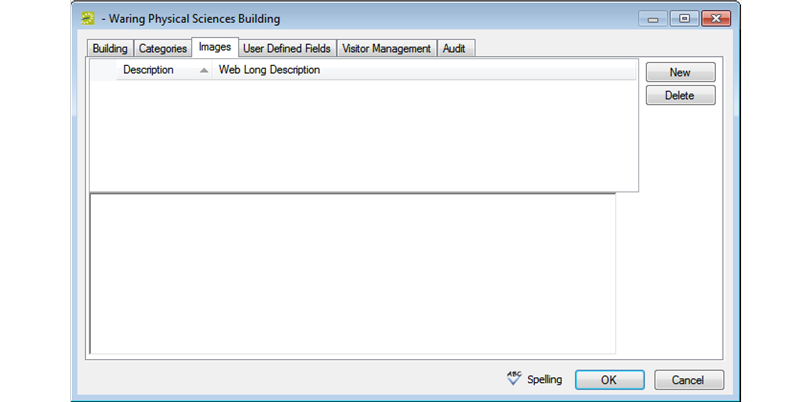 - Waring Physical Sciences Building
Building Categories Images User Defined Fields Visitor Management Audit
Description Web Long Description
New
Delete
ABC Spelling OK Cancel